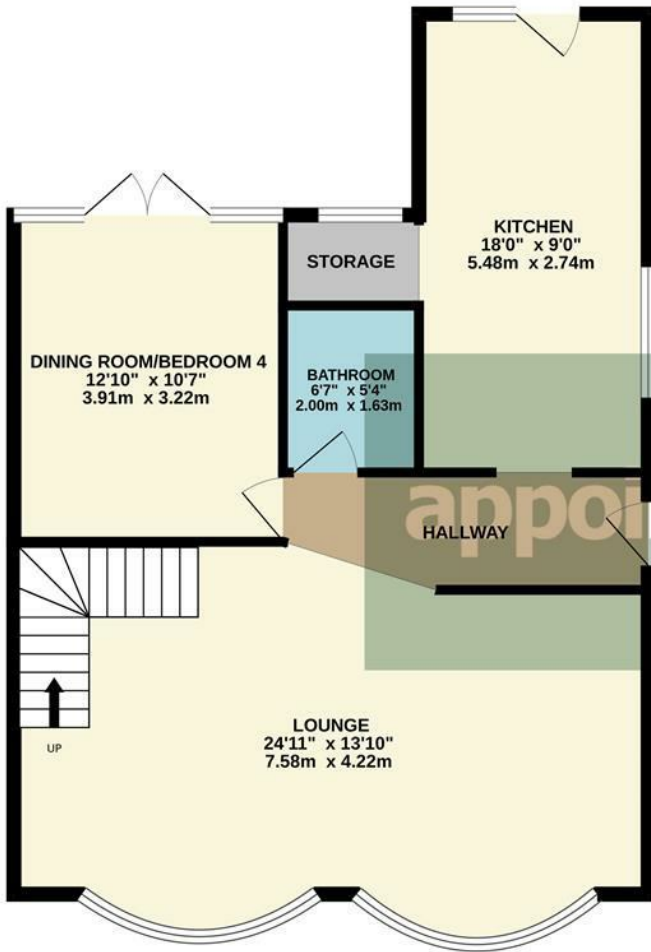 KITCHEN
18'0" x 9'0"
5.48m x 2.74m
STORAGE
DINING ROOM/BEDROOM 4
12'10" x 10'7"
3.91m x 3.22m
BATHROOM
6'7" x 5'4"
2.00m x 1.63m
appoi
HALLWAY
LOUNGE
24'11" x 13'10"
7.58m x 4.22m
UP